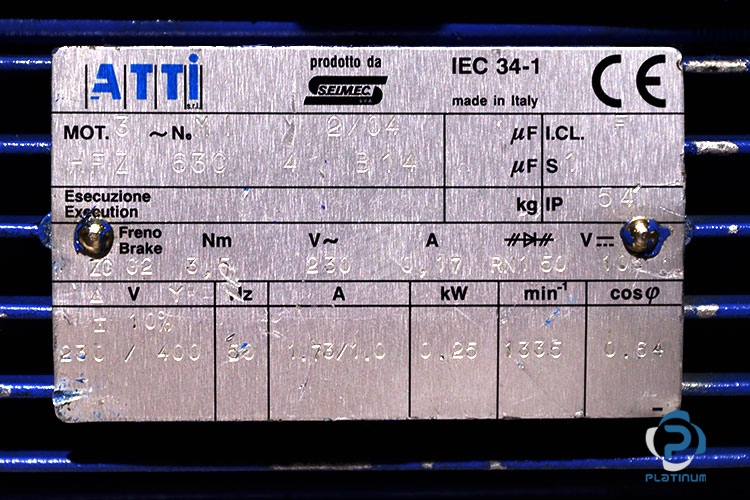 ATTi s.r.l.
prodotto da
SEIMEC s.p.a.
IEC 34-1
made in Italy
CE
MOT. 3 ~ No M 2/04 µF I.CL. F
HFZ 630 4 B14 µF S 1
Esecuzione
Execution kg IP 54
Freno
Brake Nm V~ A V
ZC G2 3,5 230 0,17 RN1 50
Δ V Y Hz A kW min-1 cosφ
± 10%
230 / 400 50 1.73/1.0 0.25 1335 0.64
PLATINUM